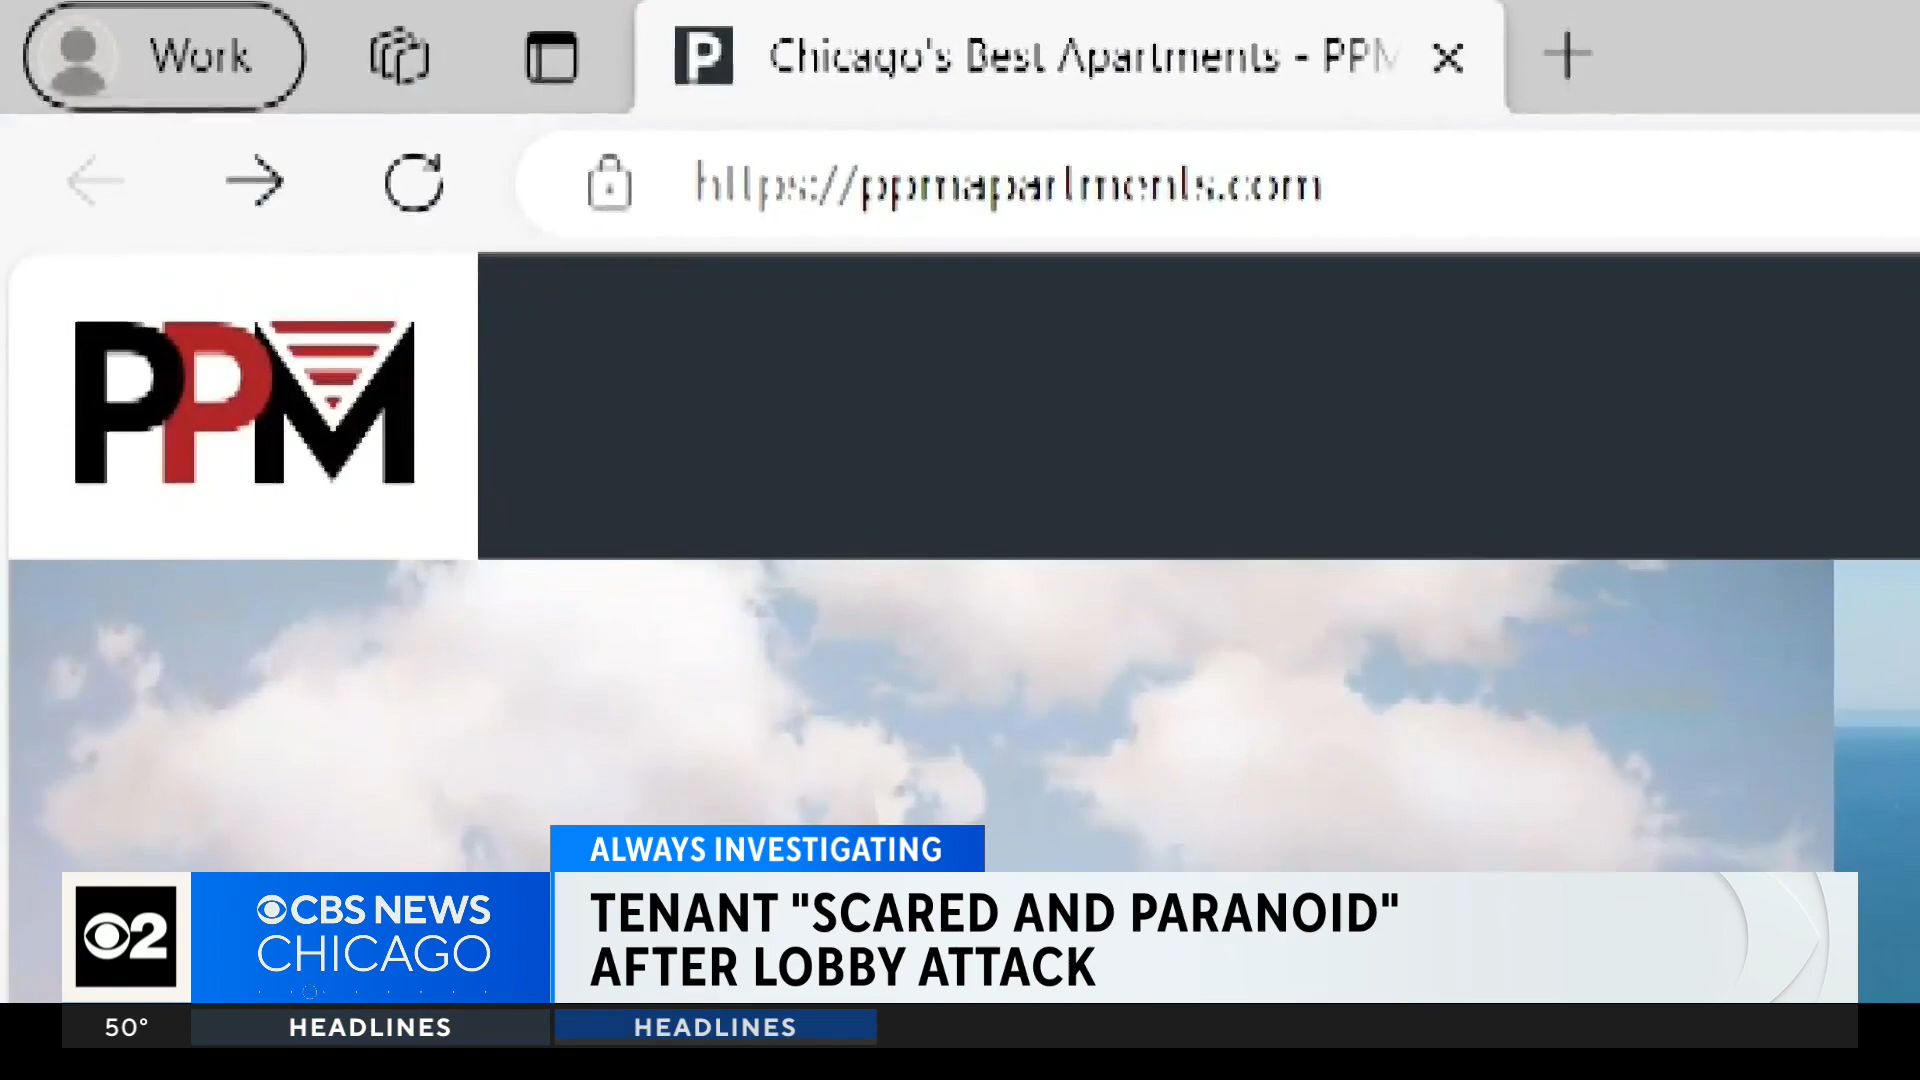 Work
Chicago's Best Apartments - PPM
https://ppmapartments.com
PPM
ALWAYS INVESTIGATING
2
CBS NEWS
CHICAGO
TENANT "SCARED AND PARANOID"
AFTER LOBBY ATTACK
50°
HEADLINES
HEADLINES